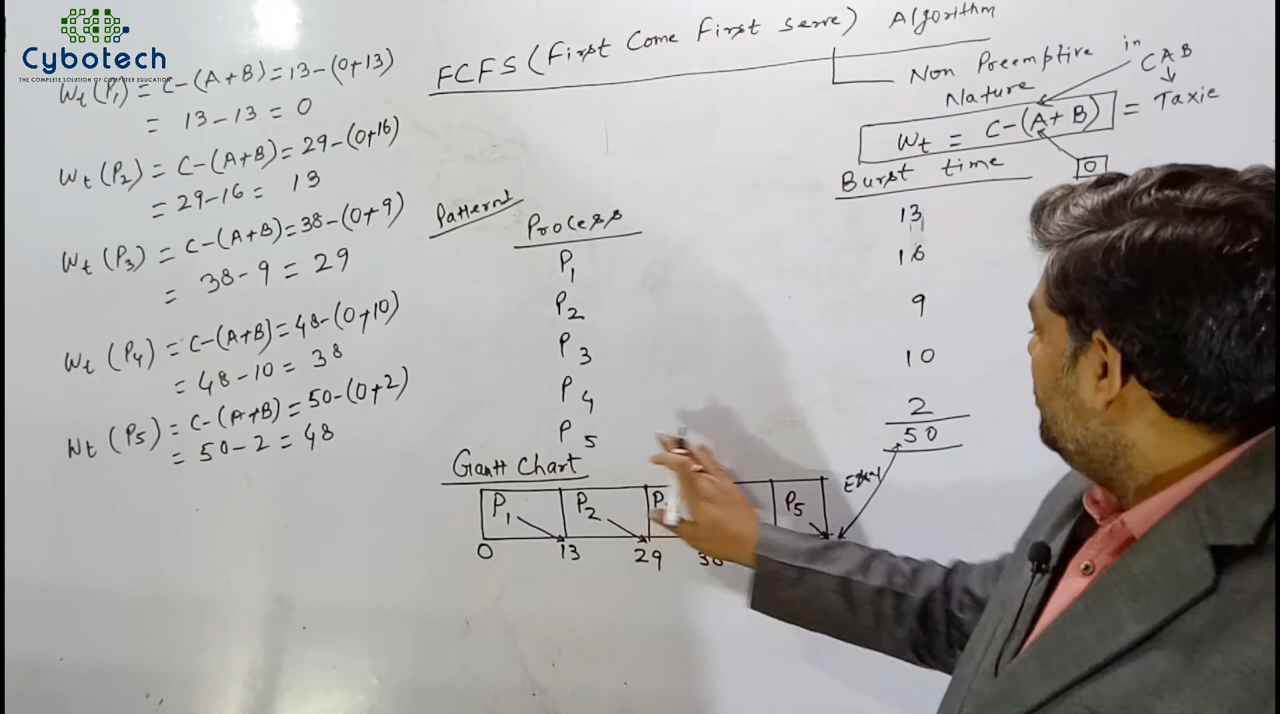 Cybotech
THE COMPLETE SOLUTION OF COMPUTER EDUCATION
FCFS (First Come First Serve) Algorithm
Non Preemptive
Nature
in
CAB
Wt = C-(A+B) = Taxie
0
Wt (P1) = C-(A+B) = 13-(0+13)
= 13-13 = 0
Wt (P2) = C-(A+B) = 29-(0+16)
= 29-16 = 13
Wt (P3) = C-(A+B) = 38-(0+9)
= 38-9 = 29
Wt (P4) = C-(A+B) = 48-(0+10)
= 48-10 = 38
Wt (P5) = C-(A+B) = 50-(0+2)
= 50-2 = 48
Process Burst time
P1 13
P2 16
P3 9
P4 10
P5 2
50
Gantt Chart
P1 P2 P5
0 13 29